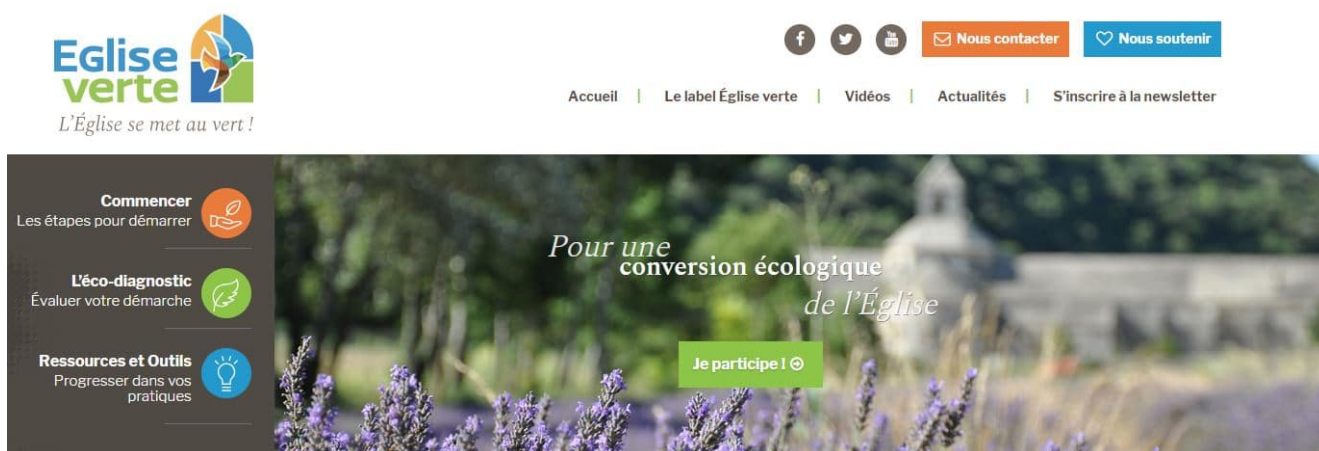 Eglise
verte
L'Église se met au vert !
Nous contacter
Nous soutenir
Accueil | Le label Église verte | Vidéos | Actualités | S'inscrire à la newsletter
Commencer
Les étapes pour démarrer
L'éco-diagnostic
Évaluer votre démarche
Ressources et Outils
Progresser dans vos
pratiques
Pour une
conversion écologique
de l'Église
Je participe !